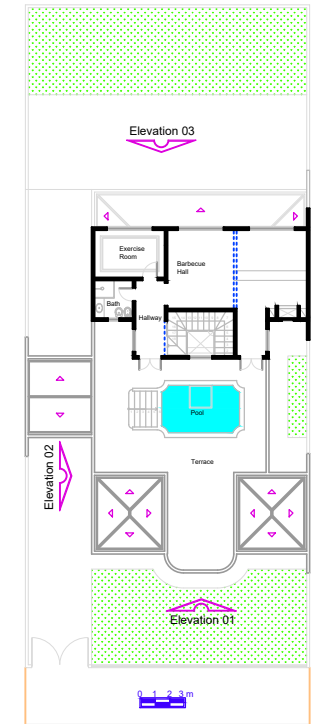 Elevation 03
Exercise
Room
Barbecue
Hall
Bath
Hallway
Pool
Terrace
Elevation 02
Elevation 01
0 1 2 3 m